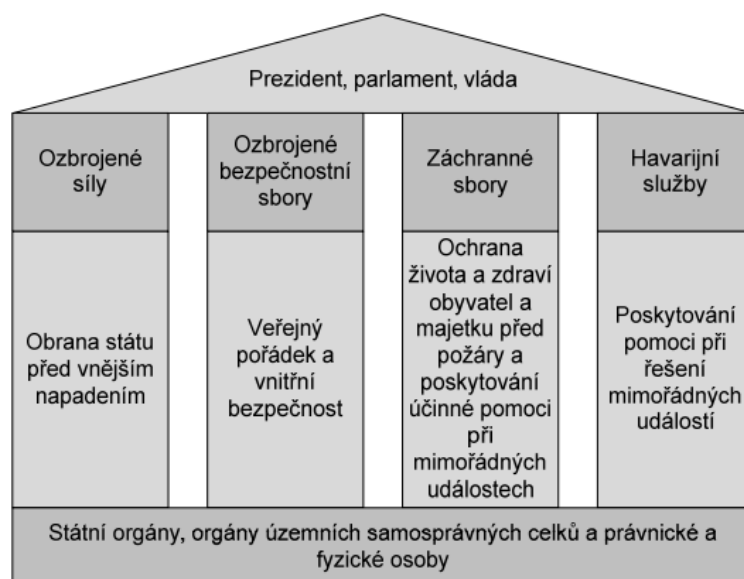 Prezident, parlament, vláda
Ozbrojené
síly
Ozbrojené
bezpečnostní
sbory
Záchranné
sbory
Havarijní
služby
Obrana státu
před vnějším
napadením
Veřejný
pořádek a
vnitřní
bezpečnost
Ochrana
života a zdraví
obyvatel a
majetku před
požáry a
poskytování
účinné pomoci
při
mimořádných
událostech
Poskytování
pomoci při
řešení
mimořádných
událostí
Státní orgány, orgány územních samosprávných celků a právnické a
fyzické osoby